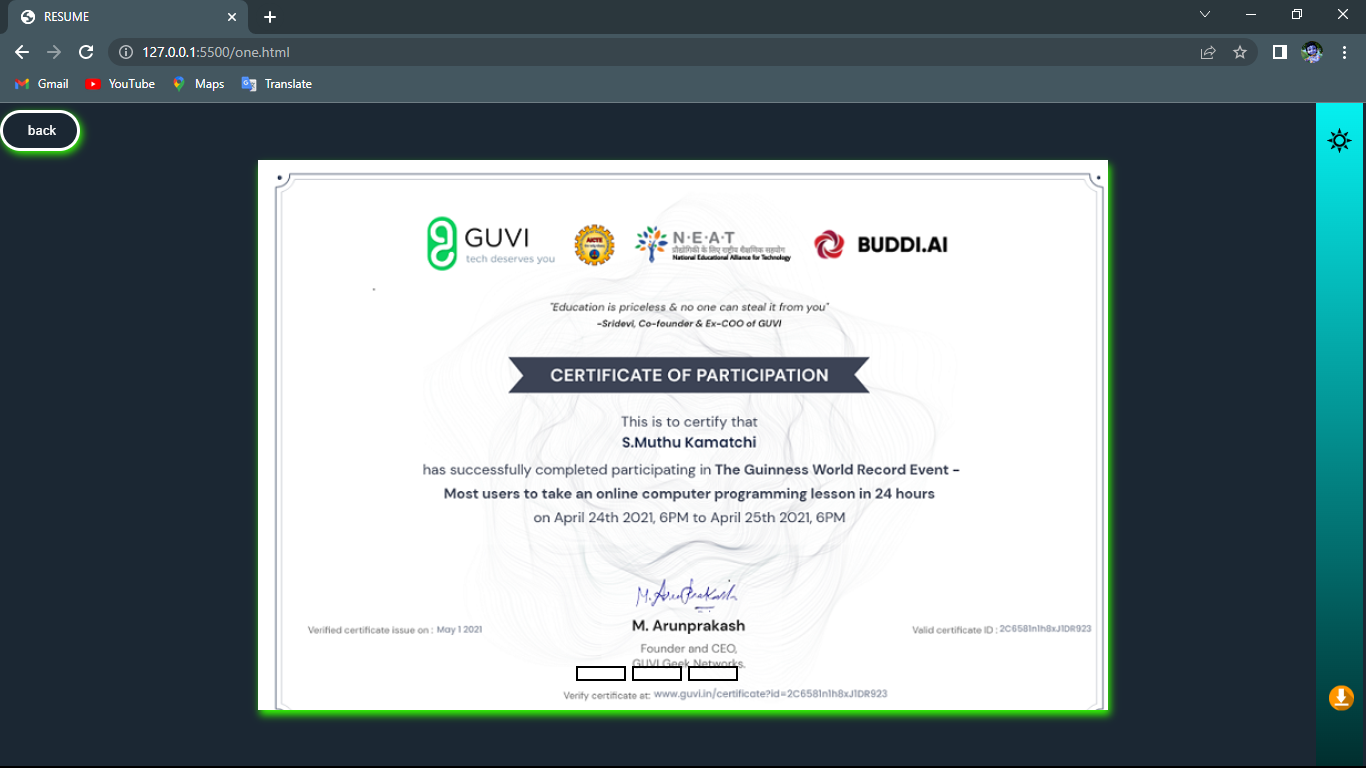 RESUME
127.0.0.1:5500/one.html
Gmail YouTube Maps Translate
back
GUVI
tech deserves you
AICTE
N·E·A·T
प्रौद्योगिकी के लिए राष्ट्रीय शैक्षणिक सहयोग
National Educational Alliance for Technology
BUDDI.AI
"Education is priceless & no one can steal it from you"
-Sridevi, Co-founder & Ex-COO of GUVI
CERTIFICATE OF PARTICIPATION
This is to certify that
S.Muthu Kamatchi
has successfully completed participating in The Guinness World Record Event -
Most users to take an online computer programming lesson in 24 hours
on April 24th 2021, 6PM to April 25th 2021, 6PM
M. Arunprakash
M. Arunprakash
Verified certificate issue on : May 1 2021
Valid certificate ID : 2C6581n1h8xJ1DR923
Founder and CEO,
GUVI Geek Networks.
Verify certificate at: www.guvi.in/certificate?id=2C6581n1h8xJ1DR923